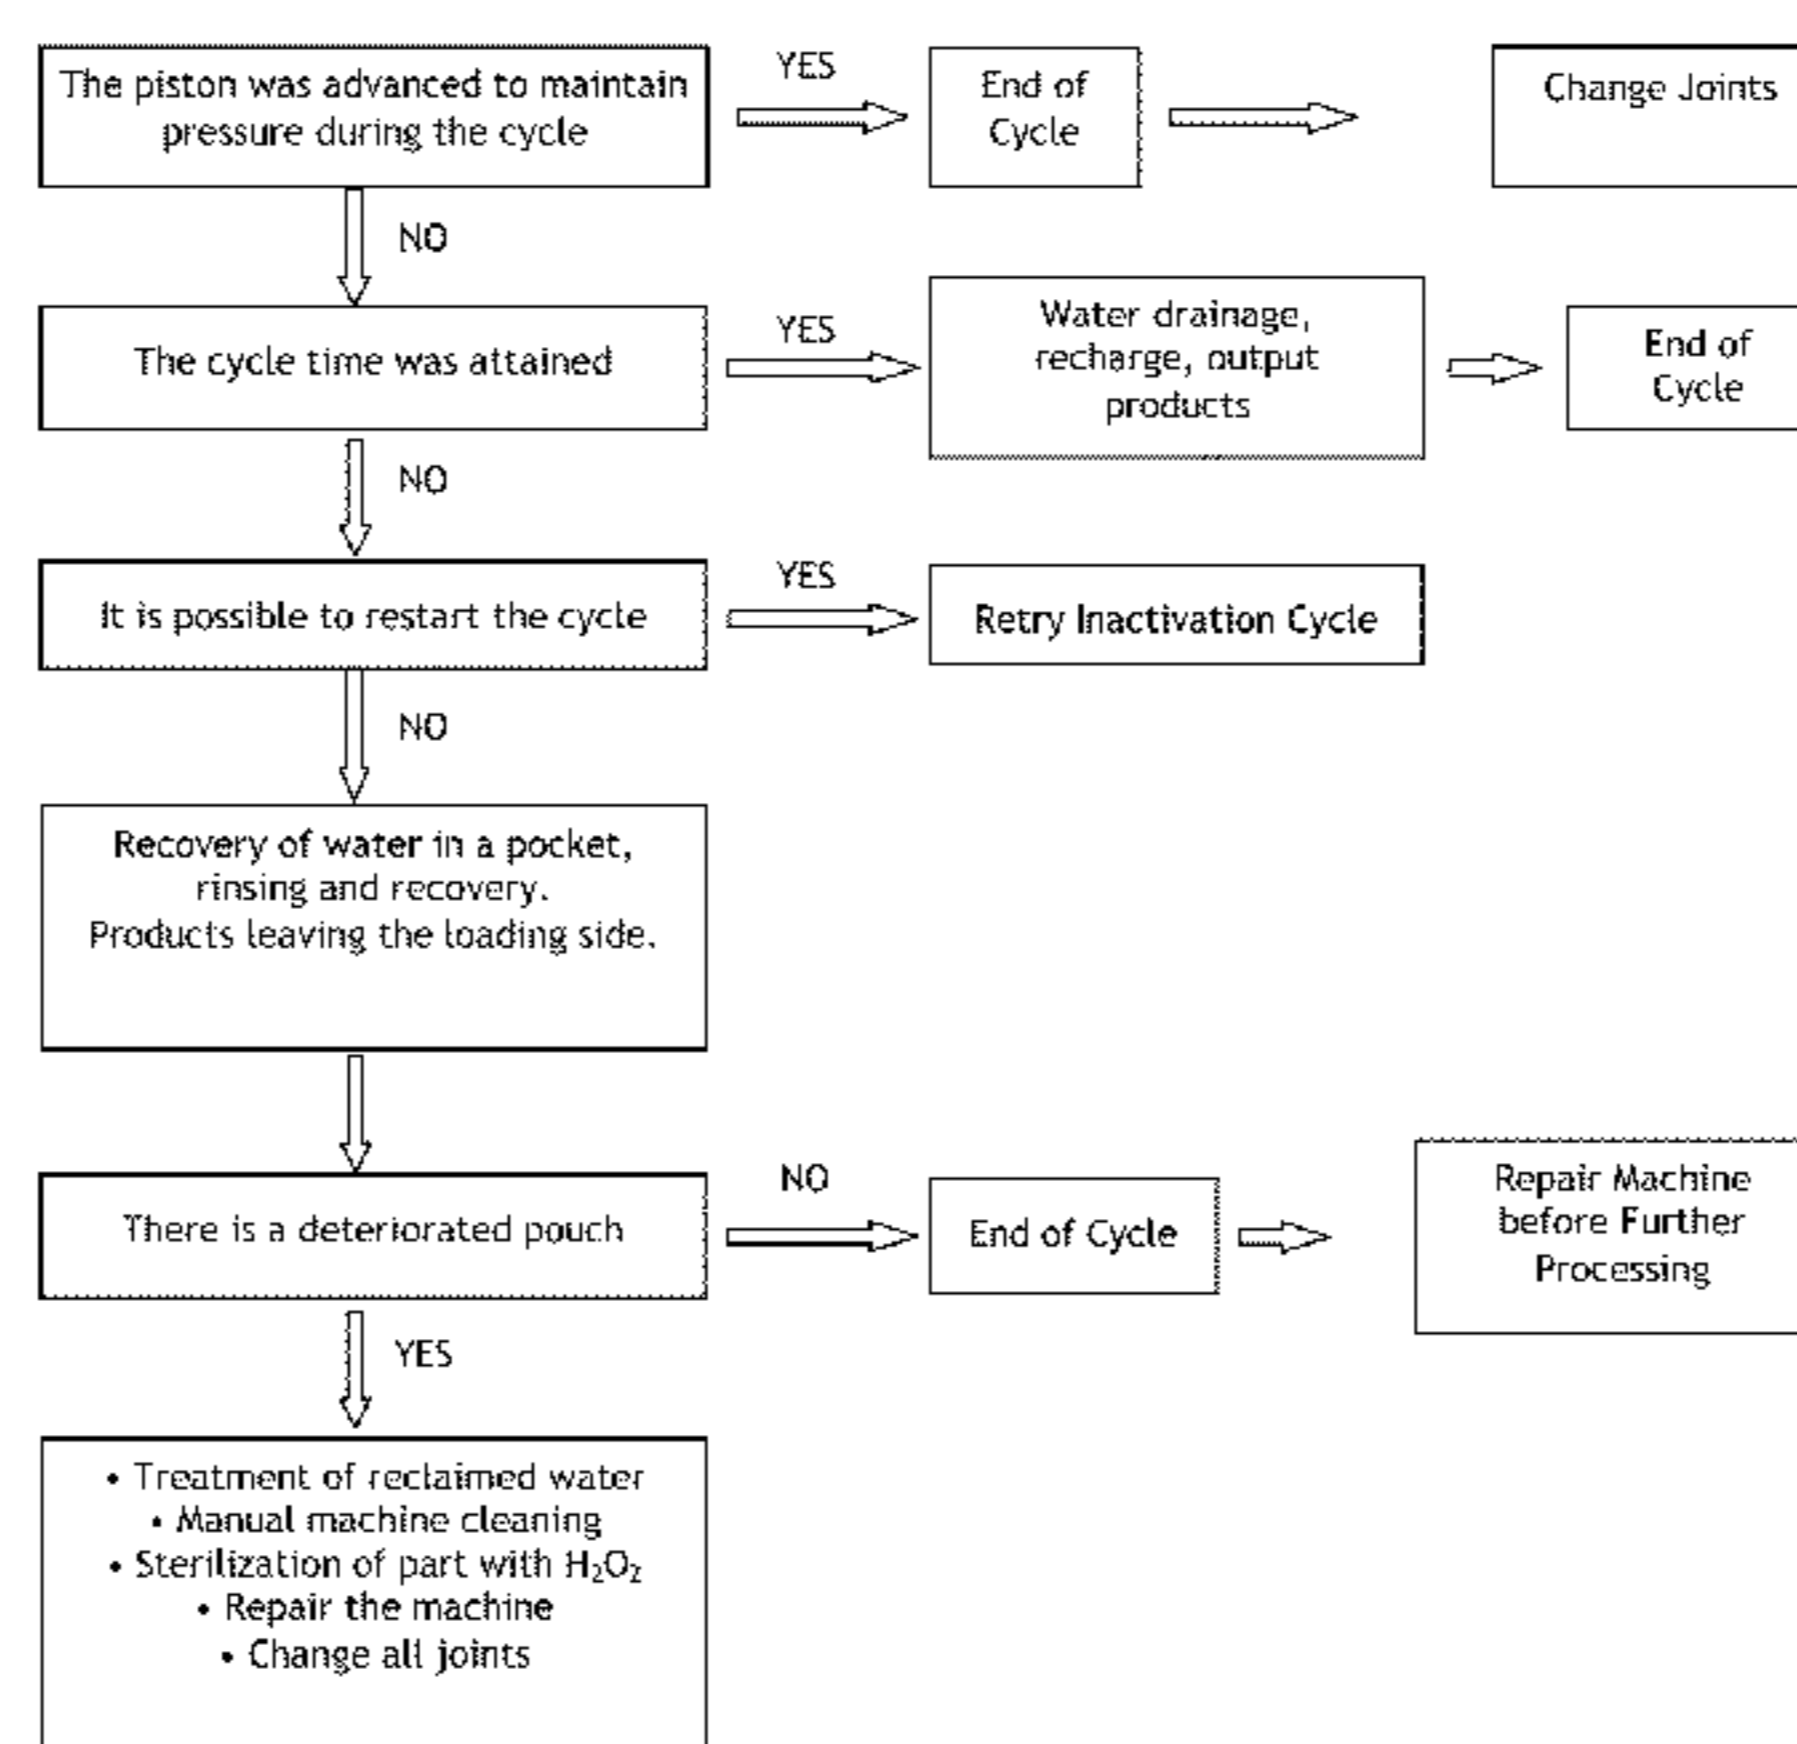 The piston was advanced to maintain
pressure during the cycle
YES
End of
Cycle
Change Joints
NO
The cycle time was attained
YES
Water drainage,
recharge, output
products
End of
Cycle
NO
It is possible to restart the cycle
YES
Retry Inactivation Cycle
NO
Recovery of water in a pocket,
rinsing and recovery.
Products leaving the loading side.
There is a deteriorated pouch
NO
End of Cycle
Repair Machine
before Further
Processing
YES
• Treatment of reclaimed water
• Manual machine cleaning
• Sterilization of part with H₂O₂
• Repair the machine
• Change all joints